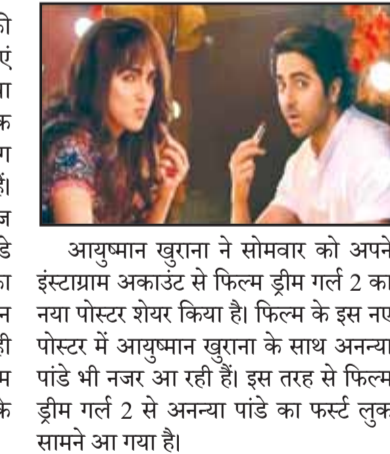 की
एं
या
क
ग
हैं।
ज
डे
का
न
ही
म
के
आयुष्मान खुराना ने सोमवार को अपने
इंस्टाग्राम अकाउंट से फिल्म ड्रीम गर्ल 2 का
नया पोस्टर शेयर किया है। फिल्म के इस नए
पोस्टर में आयुष्मान खुराना के साथ अनन्या
पांडे भी नजर आ रही हैं। इस तरह से फिल्म
ड्रीम गर्ल 2 से अनन्या पांडे का फर्स्ट लुक
सामने आ गया है।